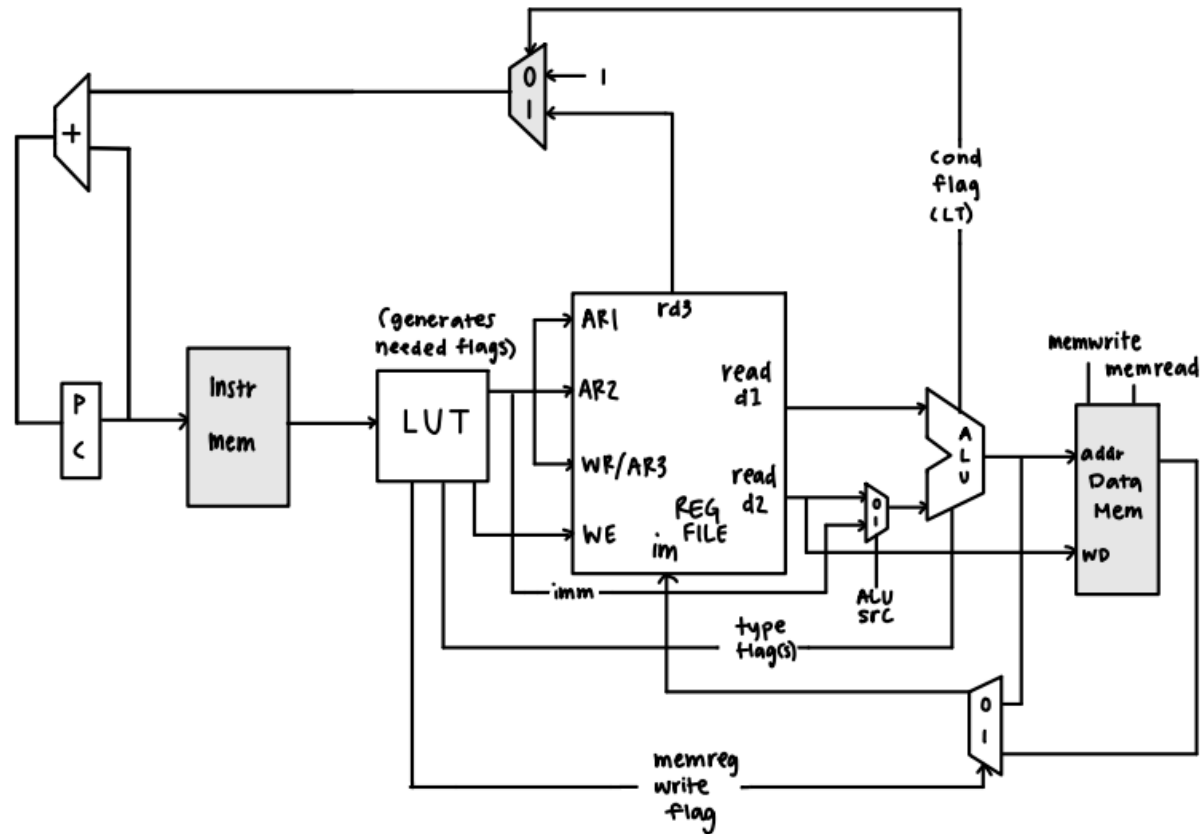 0
1
1
+
cond
flag
(LT)
(generates
needed flags)
AR1
rd3
memwrite
memread
P
C
Instr
mem
LUT
AR2
read
d1
A
L
U
addr
Data
Mem
WR/AR3
read
d2
0
1
REG
FILE
WE
im
WD
imm
ALU
src
type
flag(s)
0
1
memreg
write
flag